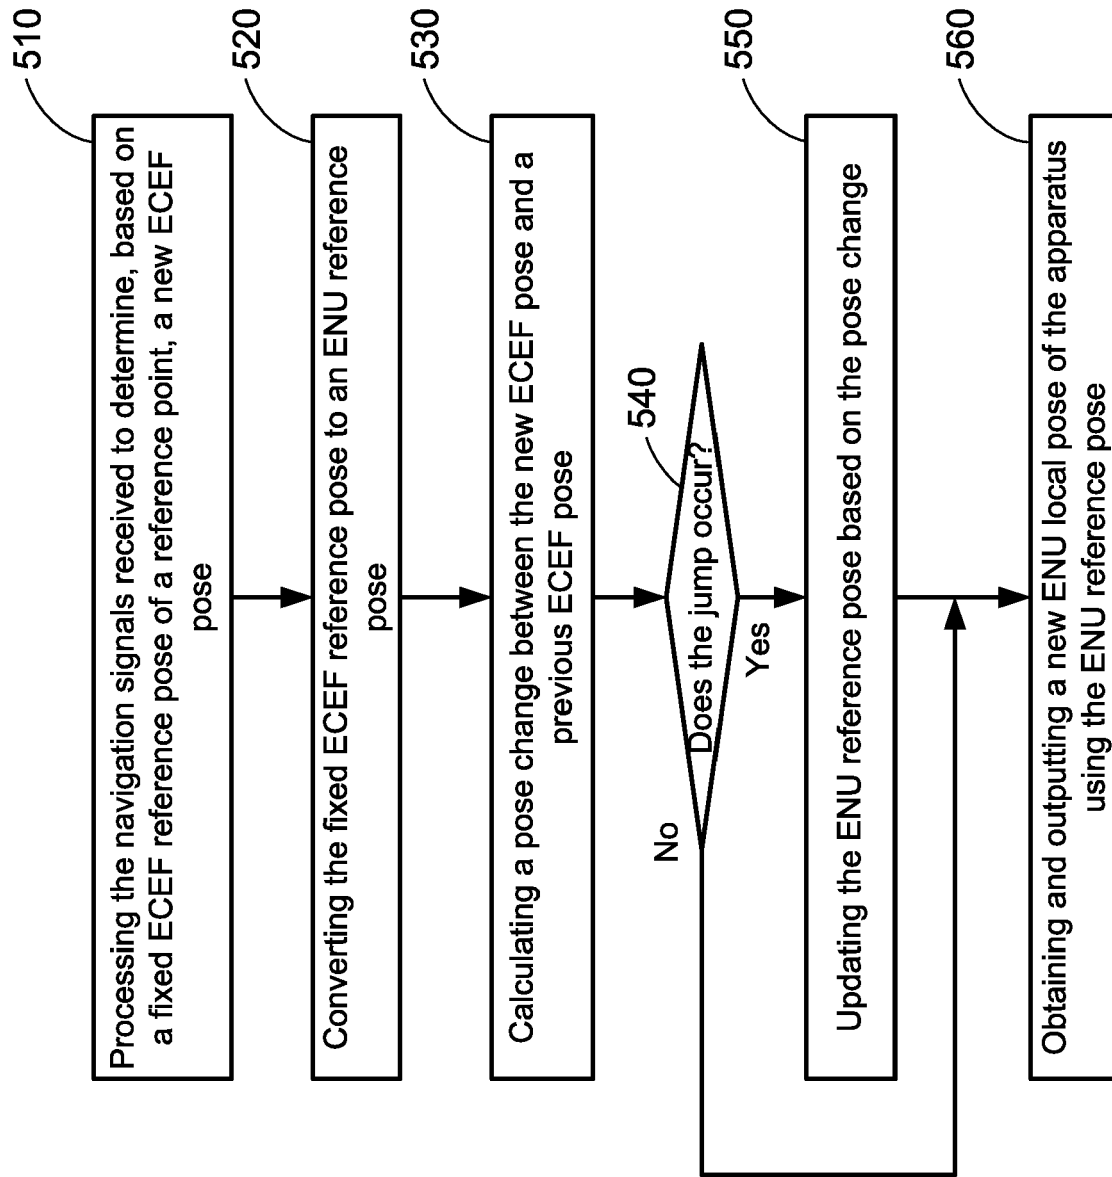 510
Processing the navigation signals received to determine, based on
a fixed ECEF reference pose of a reference point, a new ECEF
pose
520
Converting the fixed ECEF reference pose to an ENU reference
pose
530
Calculating a pose change between the new ECEF pose and a
previous ECEF pose
540
Does the jump occur?
No
Yes
550
Updating the ENU reference pose based on the pose change
560
Obtaining and outputting a new ENU local pose of the apparatus
using the ENU reference pose